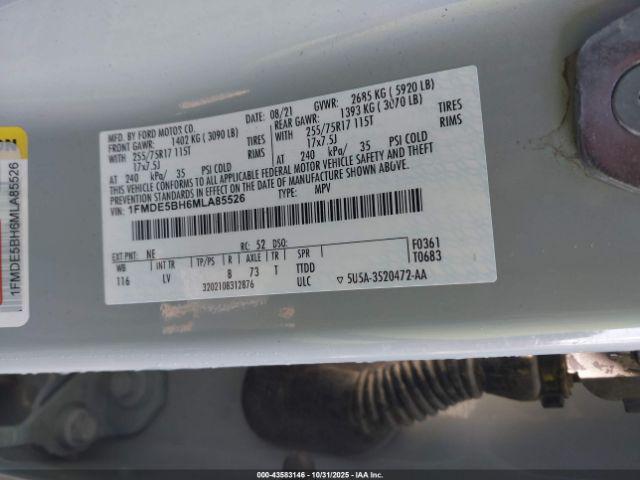 MFD. BY FORD MOTOR CO.
DATE: 08/21
GVWR: 2685 KG ( 5920 LB)
FRONT GAWR: 1402 KG ( 3090 LB)
REAR GAWR: 1393 KG ( 3070 LB)
WITH 255/75R17 115T TIRES
WITH 255/75R17 115T TIRES
17x7.5J RIMS
17x7.5J RIMS
AT 240 kPa/ 35 PSI COLD
AT 240 kPa/ 35 PSI COLD
THIS VEHICLE CONFORMS TO ALL APPLICABLE FEDERAL MOTOR VEHICLE SAFETY AND THEFT
PREVENTION STANDARDS IN EFFECT ON THE DATE OF MANUFACTURE SHOWN ABOVE.
VIN: 1FMDE5BH6MLA85526
TYPE: MPV
EXT PNT: NE RC: 52 DSO: F0361
WB INT TR TP/PS R AXLE TR SPR T0683
116 LV B 73 T TTDD
3202108312876 ULC 5U5A-3520472-AA
1FMDE5BH6MLA85526
000-43583146 - 10/31/2025 - IAAI.COM